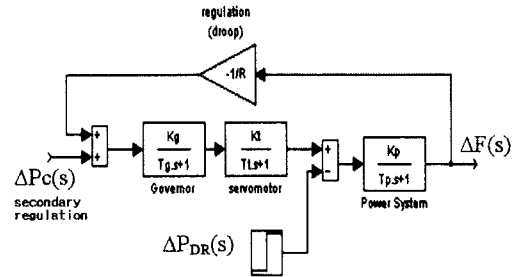 regulation
(droop)
-1/R
+
+
Kg
Tg.s+1
Governor
Kt
Tt.s+1
servomotor
+
−
Kp
Tp.s+1
Power System
ΔF(s)
ΔPc(s)
secondary
regulation
ΔP_DR(s)